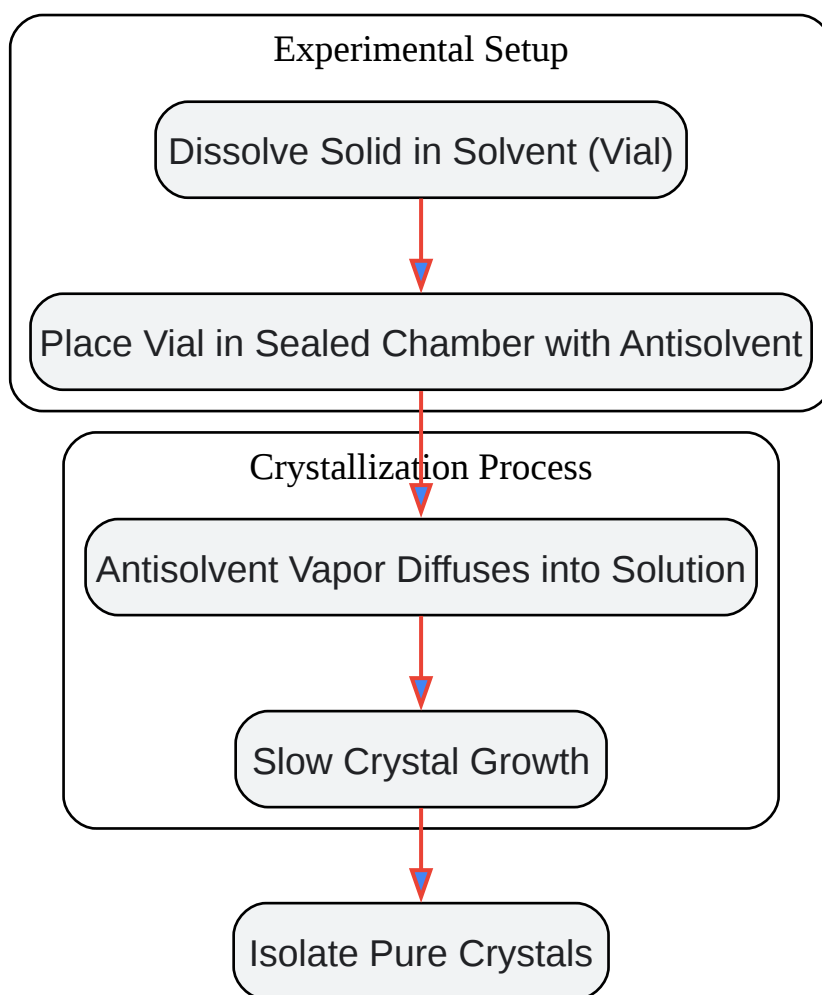 Experimental Setup
Dissolve Solid in Solvent (Vial)
Place Vial in Sealed Chamber with Antisolvent
Crystallization Process
Antisolvent Vapor Diffuses into Solution
Slow Crystal Growth
Isolate Pure Crystals